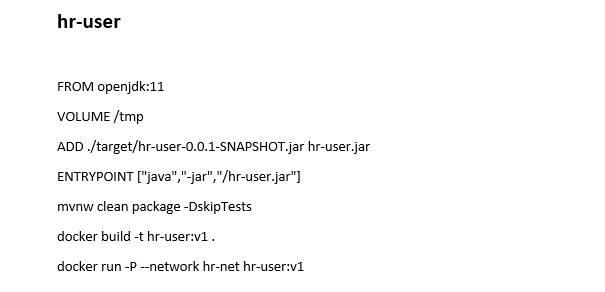 hr-user
FROM openjdk:11
VOLUME /tmp
ADD ./target/hr-user-0.0.1-SNAPSHOT.jar hr-user.jar
ENTRYPOINT ["java","-jar","/hr-user.jar"]
mvnw clean package -DskipTests
docker build -t hr-user:v1 .
docker run -P --network hr-net hr-user:v1